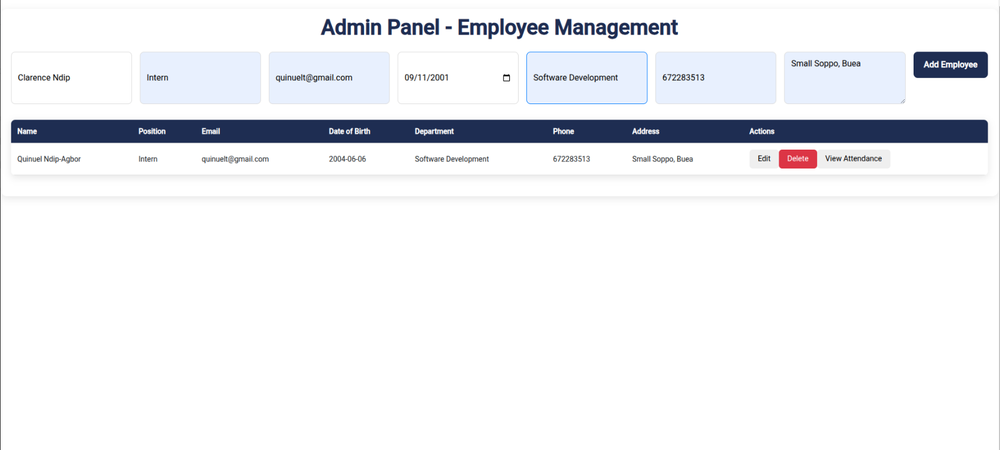 Admin Panel - Employee Management
Clarence Ndip Intern quinuelt@gmail.com 09/11/2001 Software Development 672283513 Small Soppo, Buea Add Employee
Name Position Email Date of Birth Department Phone Address Actions
Quinuel Ndip-Agbor Intern quinuelt@gmail.com 2004-06-06 Software Development 672283513 Small Soppo, Buea Edit Delete View Attendance